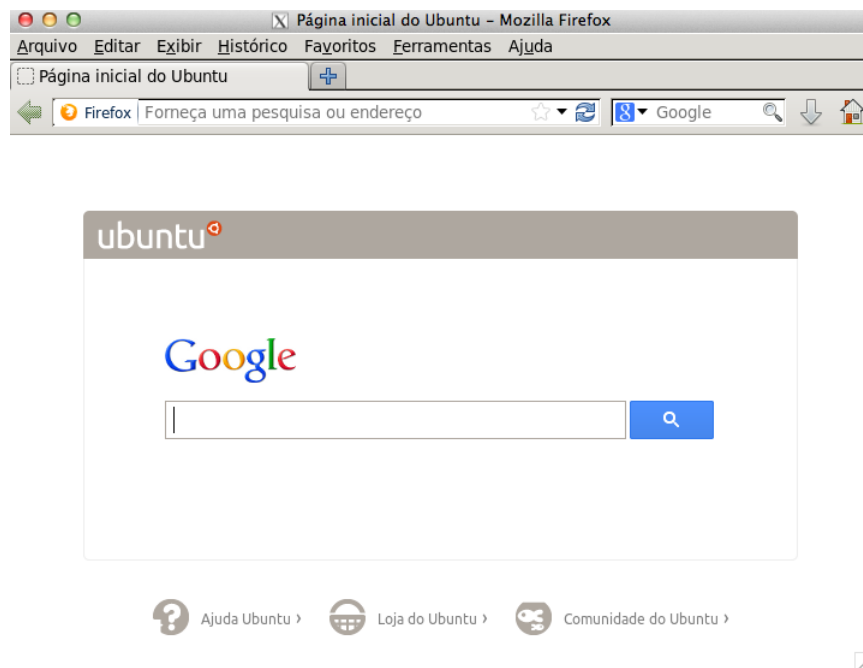 Página inicial do Ubuntu – Mozilla Firefox
Arquivo Editar Exibir Histórico Favoritos Ferramentas Ajuda
Página inicial do Ubuntu
Firefox Forneça uma pesquisa ou endereço 8 Google
ubuntu
Google
Ajuda Ubuntu › Loja do Ubuntu › Comunidade do Ubuntu ›